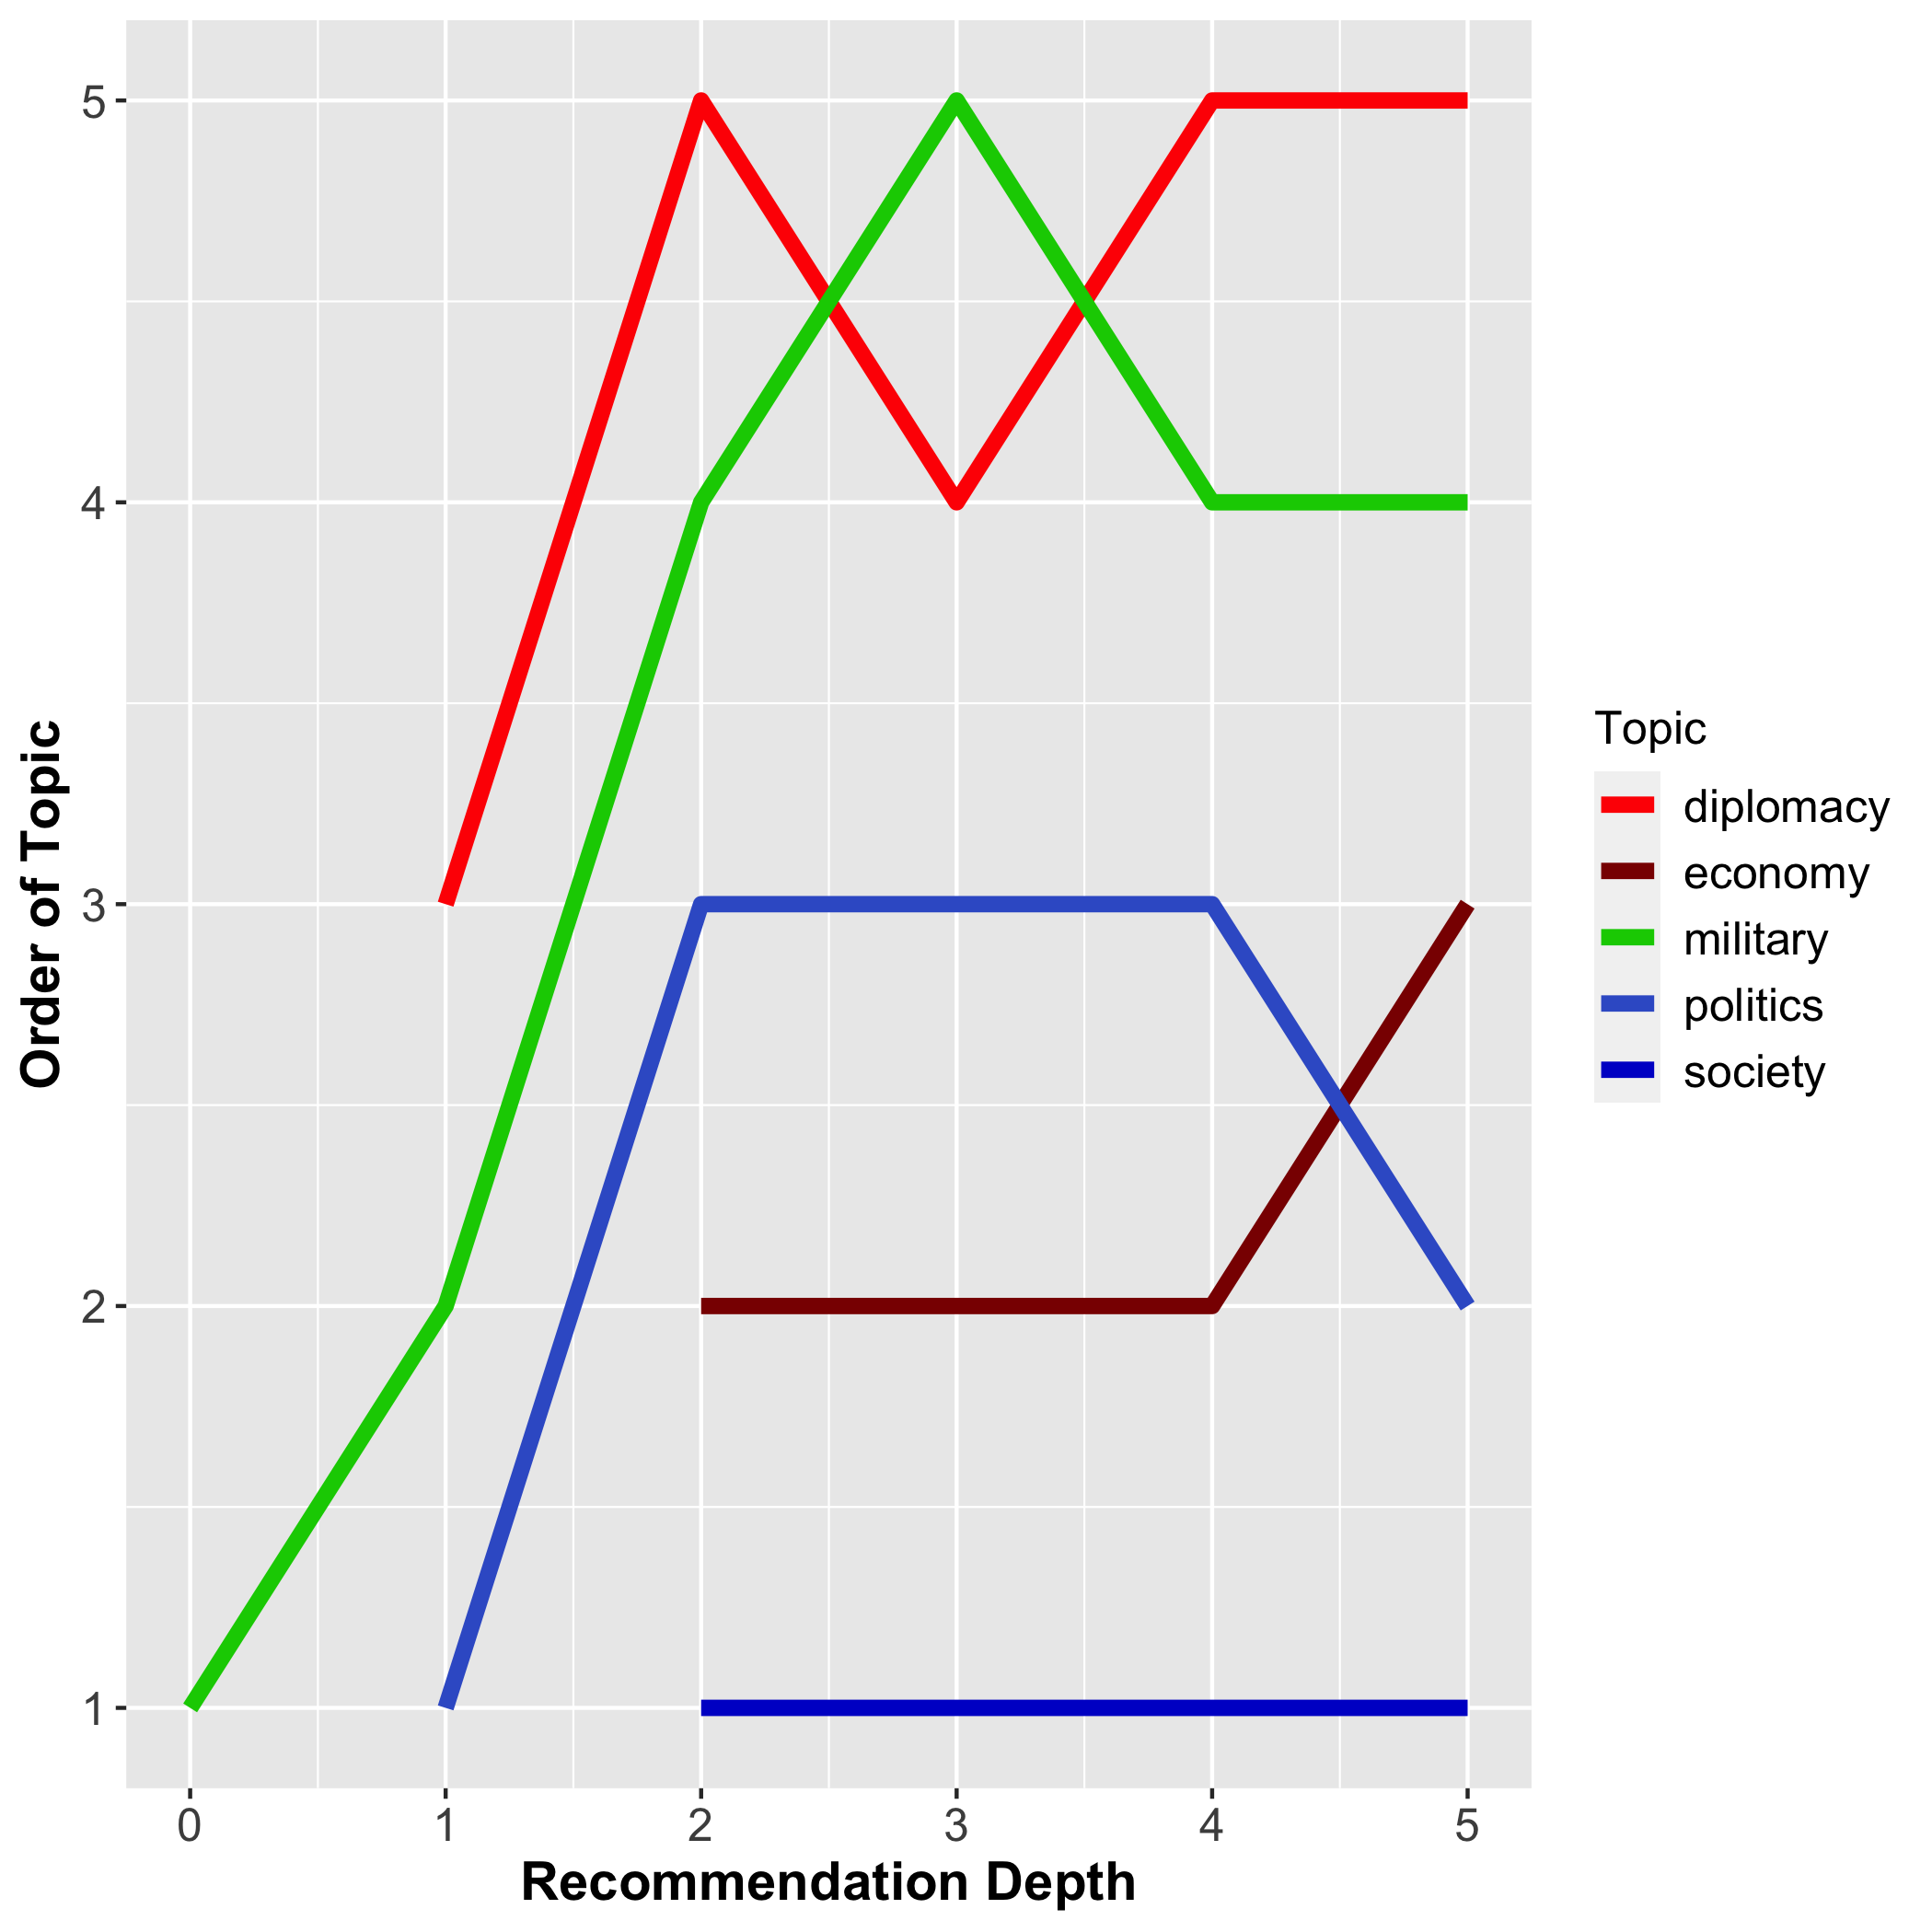 5
4
3
2
1
Order of Topic
0 1 2 3 4 5
Recommendation Depth
Topic
diplomacy
economy
military
politics
society